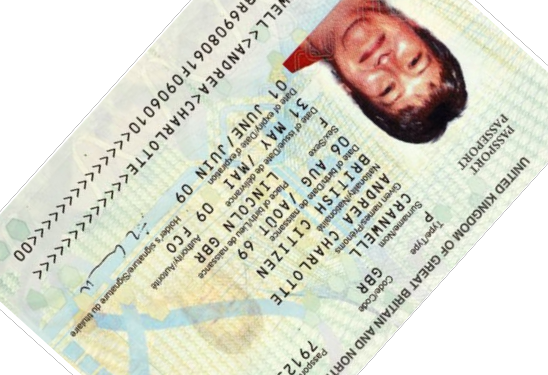 UNITED KINGDOM OF GREAT BRITAIN AND NORT
PASSPORT
PASSEPORT
Type/Type
Code/Code
Passpor
P
GBR
79123
Surname/Nom
CRANWELL
Given names/Prénoms
ANDREA CHARLOTTE
Nationality/Nationalité
BRITISH CITIZEN
Date of birth/Date de naissance
06 AUG /AOUT 69
Sex/Sexe
Place of birth/Lieu de naissance
F
LINCOLN GBR
Date of issue/Date de délivrance
Authority/Autorité
31 MAY /MAI 09
FCO
Date of expiry/Date d'expiration
Holder's signature/Signature du titulaire
01 JUNE/JUIN 09
WELL<<ANDREA<CHARLOTTE<<<<<<<<<<<
BR6908061F0906010<<<<<<<<<<<<<<00